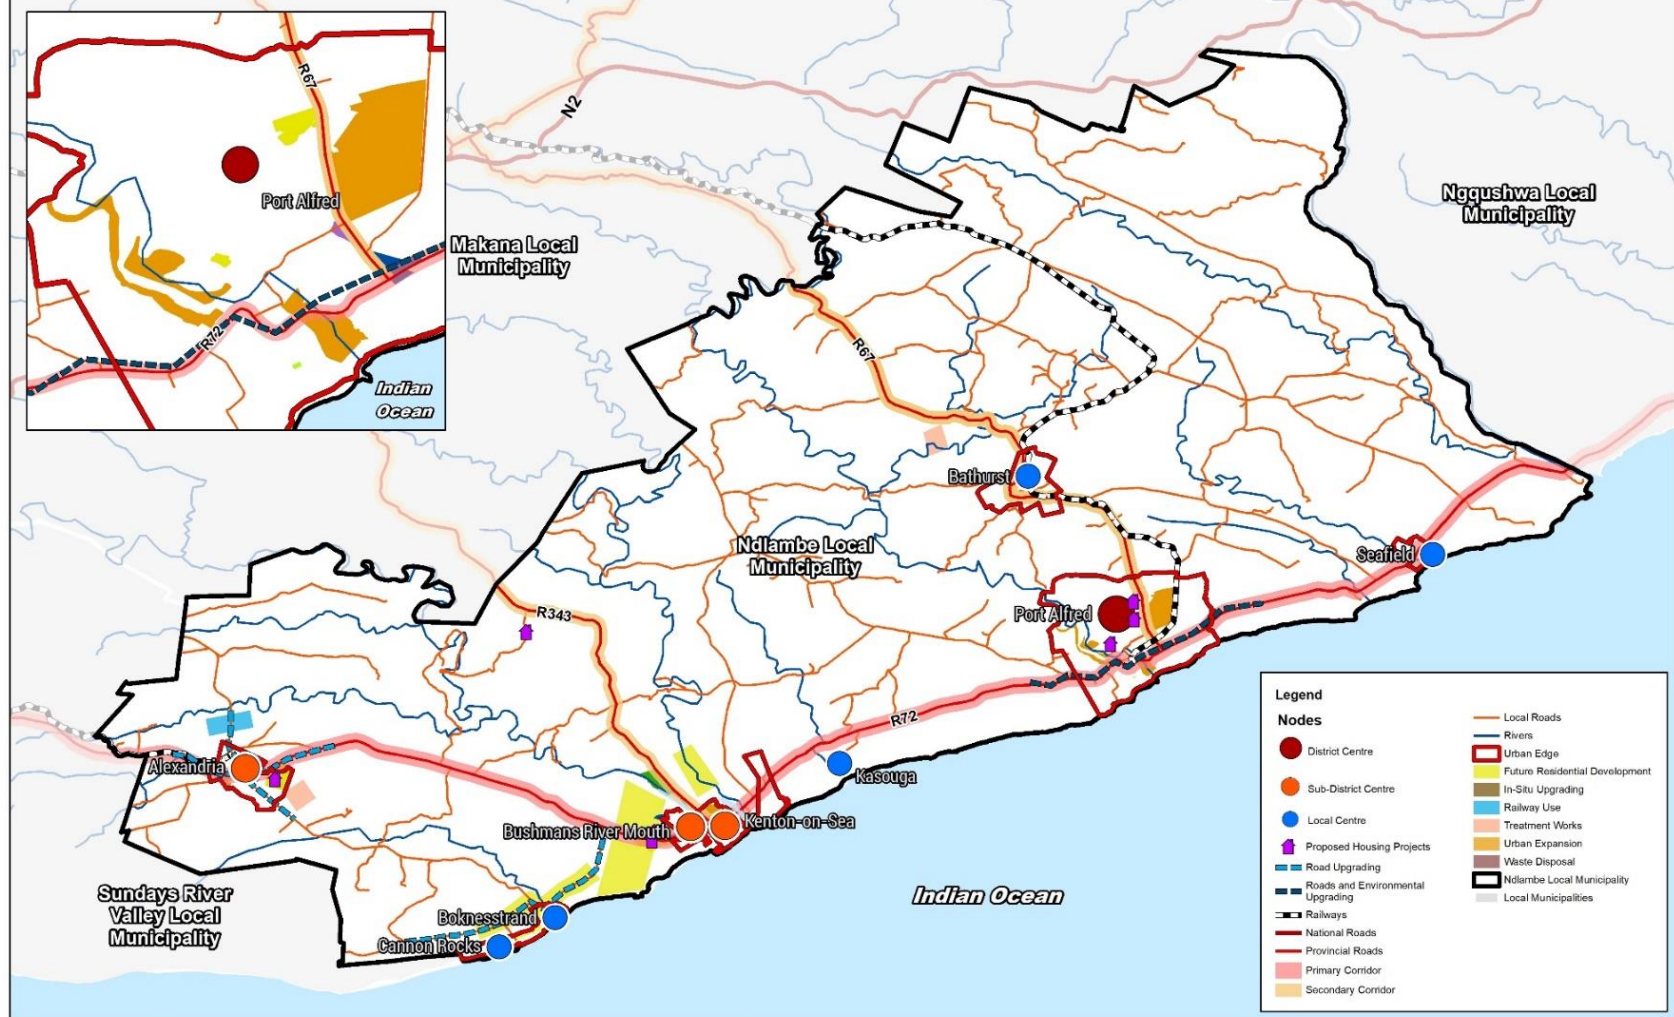 R67
Port Alfred
R72
Indian
Ocean
N2
Makana Local
Municipality
Ngqushwa Local
Municipality
R67
Bathurst
Ndlambe Local
Municipality
Seafield
Port Alfred
R343
R72
Alexandria
Kasouga
Bushmans River Mouth
Kenton-on-Sea
Sundays River
Valley Local
Municipality
Boknesstrand
Cannon Rocks
Indian Ocean
Legend
Nodes
District Centre
Sub-District Centre
Local Centre
Proposed Housing Projects
Road Upgrading
Roads and Environmental
Upgrading
Railways
National Roads
Provincial Roads
Primary Corridor
Secondary Corridor
Local Roads
Rivers
Urban Edge
Future Residential Development
In-Situ Upgrading
Railway Use
Treatment Works
Urban Expansion
Waste Disposal
Ndlambe Local Municipality
Local Municipalities